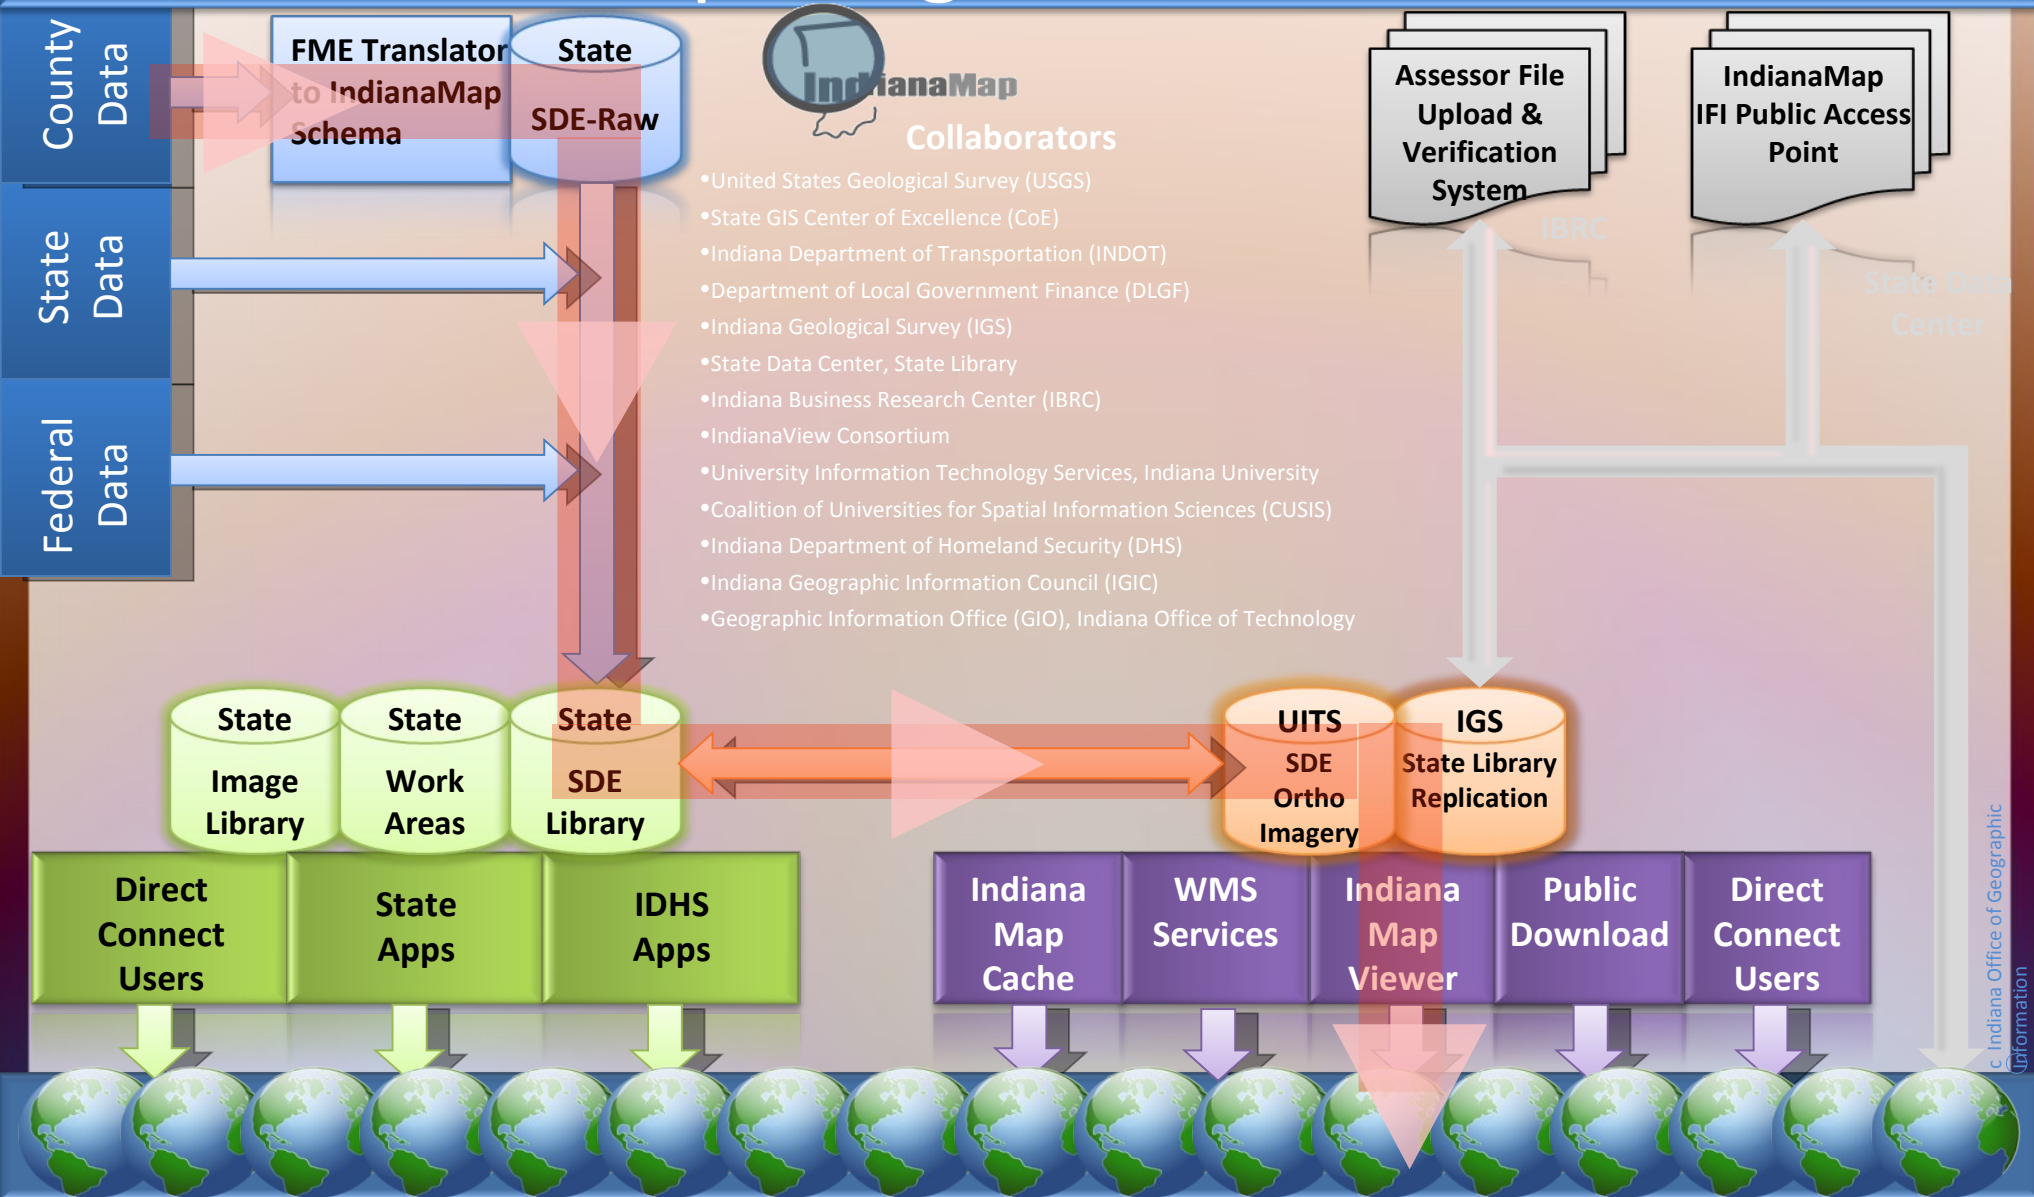 County
Data
State
Data
Federal
Data
FME Translator
to IndianaMap
Schema
State
SDE-Raw
IndianaMap
Collaborators
•United States Geological Survey (USGS)
•State GIS Center of Excellence (CoE)
•Indiana Department of Transportation (INDOT)
•Department of Local Government Finance (DLGF)
•Indiana Geological Survey (IGS)
•State Data Center, State Library
•Indiana Business Research Center (IBRC)
•IndianaView Consortium
•University Information Technology Services, Indiana University
•Coalition of Universities for Spatial Information Sciences (CUSIS)
•Indiana Department of Homeland Security (DHS)
•Indiana Geographic Information Council (IGIC)
•Geographic Information Office (GIO), Indiana Office of Technology
Assessor File
Upload &
Verification
System
IBRC
IndianaMap
IFI Public Access
Point
State Data
Center
State
Image
Library
State
Work
Areas
State
SDE
Library
UITS
SDE
Ortho
Imagery
IGS
State Library
Replication
Direct
Connect
Users
State
Apps
IDHS
Apps
Indiana
Map
Cache
WMS
Services
Indiana
Map
Viewer
Public
Download
Direct
Connect
Users
c Indiana Office of Geographic
Information